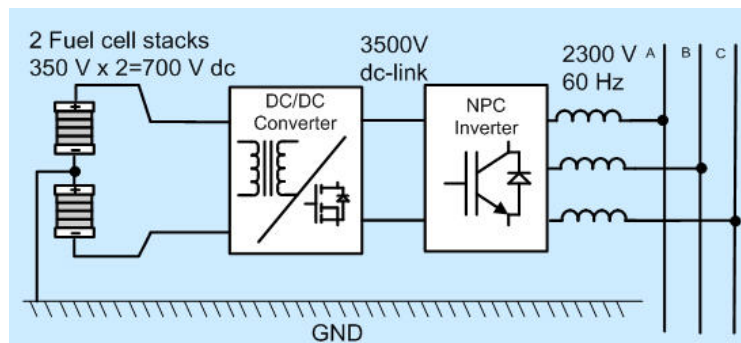 2 Fuel cell stacks
350 V x 2=700 V dc
3500V
dc-link
2300 V
60 Hz
A
B
C
DC/DC
Converter
NPC
Inverter
GND